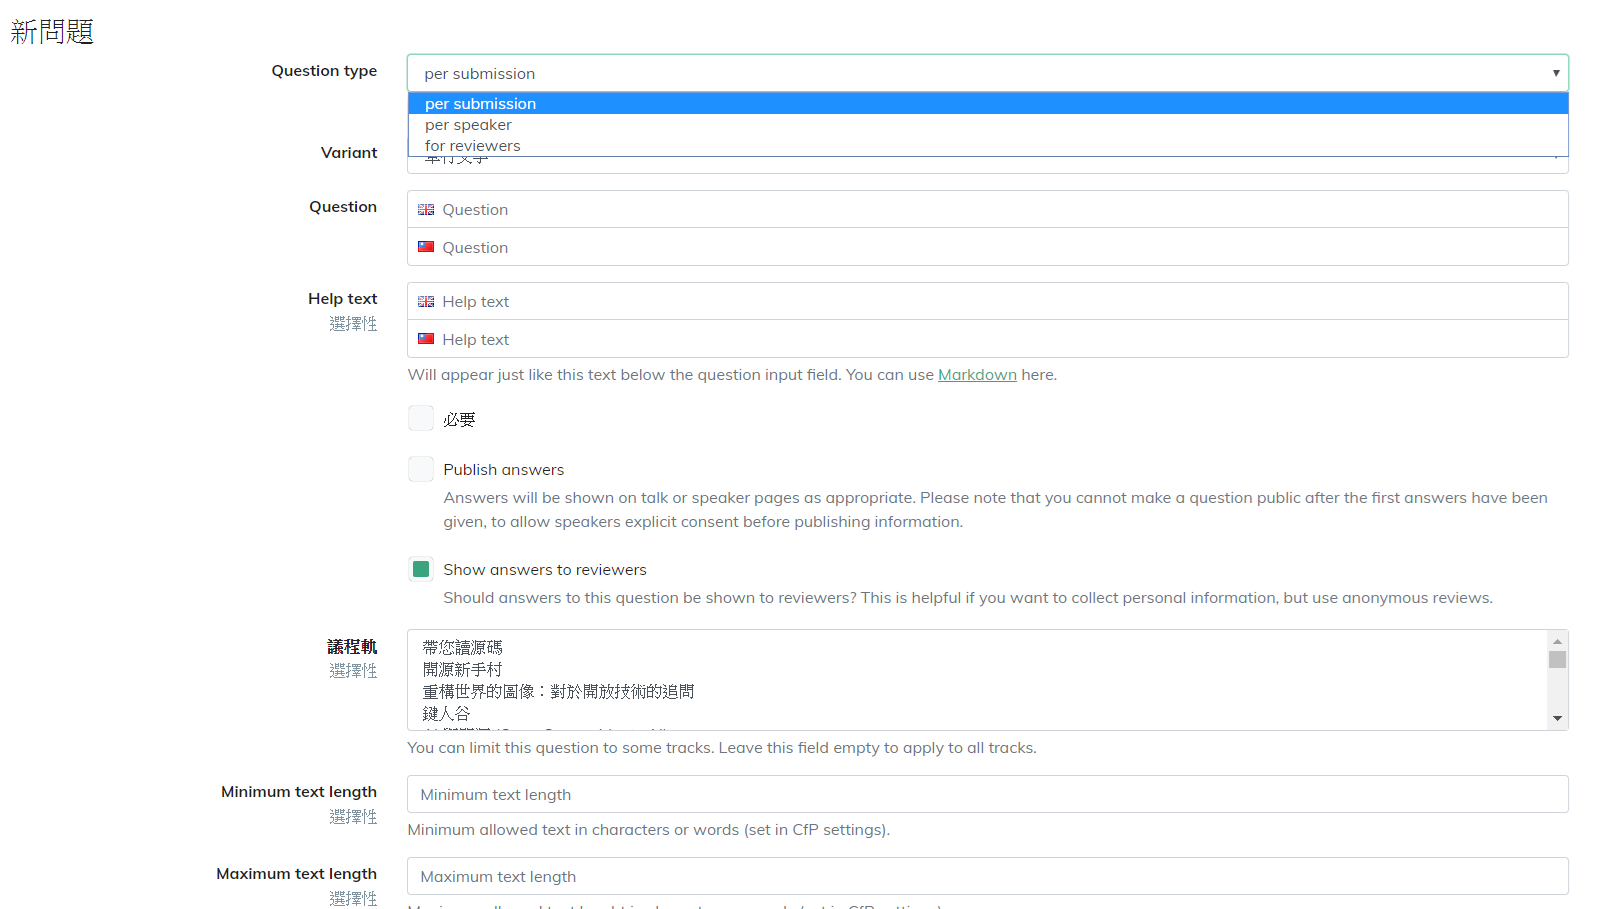 新問題
Question type
per submission
per submission
per speaker
for reviewers
Variant
單行文字
Question
Question
Question
Help text
選擇性
Help text
Help text
Will appear just like this text below the question input field. You can use Markdown here.
必要
Publish answers
Answers will be shown on talk or speaker pages as appropriate. Please note that you cannot make a question public after the first answers have been
given, to allow speakers explicit consent before publishing information.
Show answers to reviewers
Should answers to this question be shown to reviewers? This is helpful if you want to collect personal information, but use anonymous reviews.
議程軌
選擇性
帶您讀源碼
開源新手村
重構世界的圖像：對於開放技術的追問
鍵人谷
You can limit this question to some tracks. Leave this field empty to apply to all tracks.
Minimum text length
選擇性
Minimum text length
Minimum allowed text in characters or words (set in CfP settings).
Maximum text length
選擇性
Maximum text length